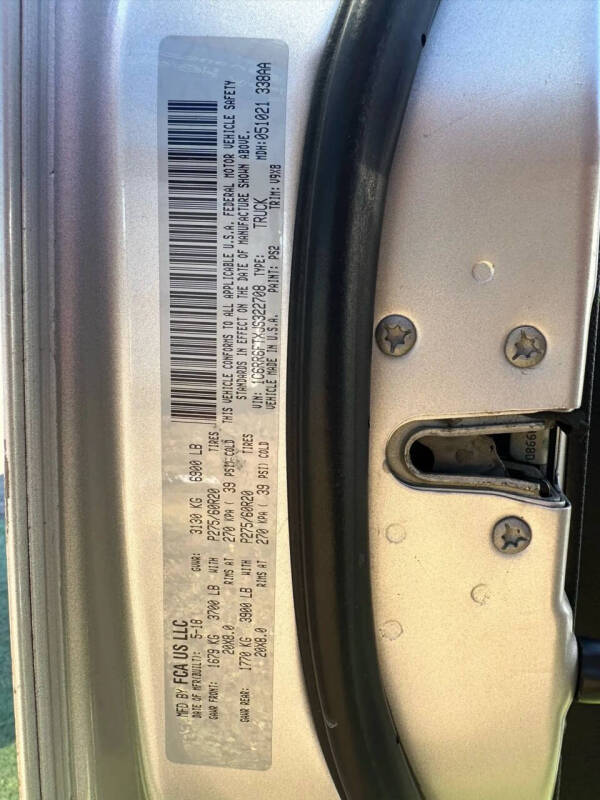 MFD BY FCA US LLC
DATE OF MFR(BUILT): 5-18 GVWR: 3130 KG 6900 LB
GAWR FRONT: 1679 KG 3700 LB WITH P275/60R20 TIRES
20X8.0 RIMS AT 270 KPA ( 39 PSI) COLD
GAWR REAR: 1770 KG 3900 LB WITH P275/60R20 TIRES
20X8.0 RIMS AT 270 KPA ( 39 PSI) COLD
THIS VEHICLE CONFORMS TO ALL APPLICABLE U.S.A. FEDERAL MOTOR VEHICLE SAFETY
STANDARDS IN EFFECT ON THE DATE OF MANUFACTURE SHOWN ABOVE.
VIN: 1C6RR6FTXJS322708 TYPE: TRUCK MDH: 051021 338AA
VEHICLE MADE IN U.S.A. PAINT: PS2 TRIM: V9X8